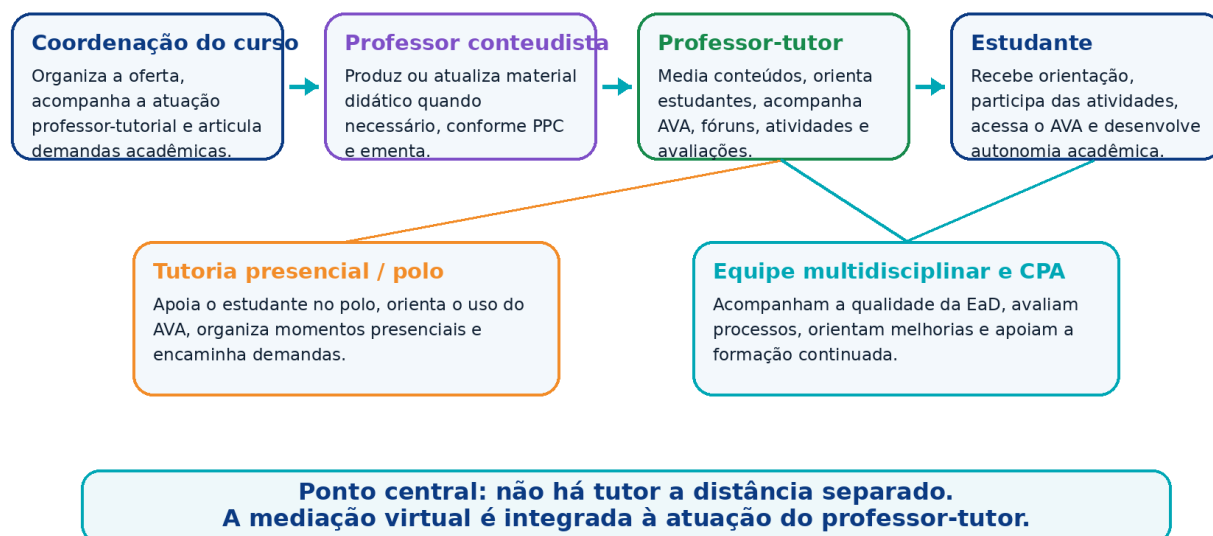 Coordenação do curso
Organiza a oferta,
acompanha a atuação
professor-tutorial e articula
demandas acadêmicas.
Professor conteudista
Produz ou atualiza material
didático quando
necessário, conforme PPC
e ementa.
Professor-tutor
Media conteúdos, orienta
estudantes, acompanha
AVA, fóruns, atividades e
avaliações.
Estudante
Recebe orientação,
participa das atividades,
acessa o AVA e desenvolve
autonomia acadêmica.
Tutoria presencial / polo
Apoia o estudante no polo, orienta o uso do
AVA, organiza momentos presenciais e
encaminha demandas.
Equipe multidisciplinar e CPA
Acompanham a qualidade da EaD, avaliam
processos, orientam melhorias e apoiam a
formação continuada.
Ponto central: não há tutor a distância separado.
A mediação virtual é integrada à atuação do professor-tutor.